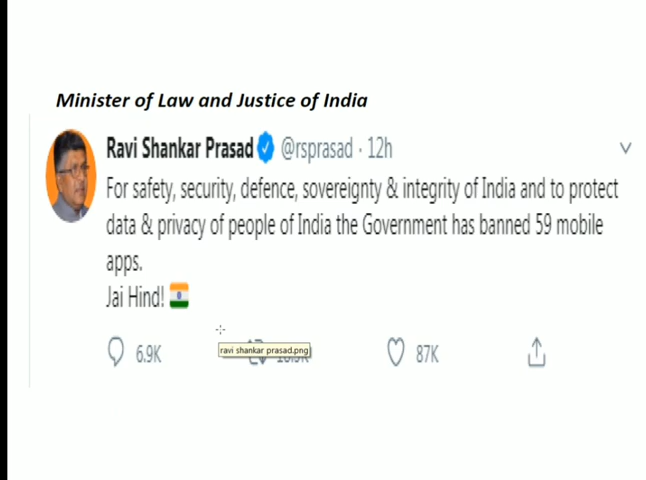 Minister of Law and Justice of India
Ravi Shankar Prasad @rsprasad · 12h
For safety, security, defence, sovereignty & integrity of India and to protect
data & privacy of people of India the Government has banned 59 mobile
apps.
Jai Hind!
6.9K ravi shankar prasad.png 87K